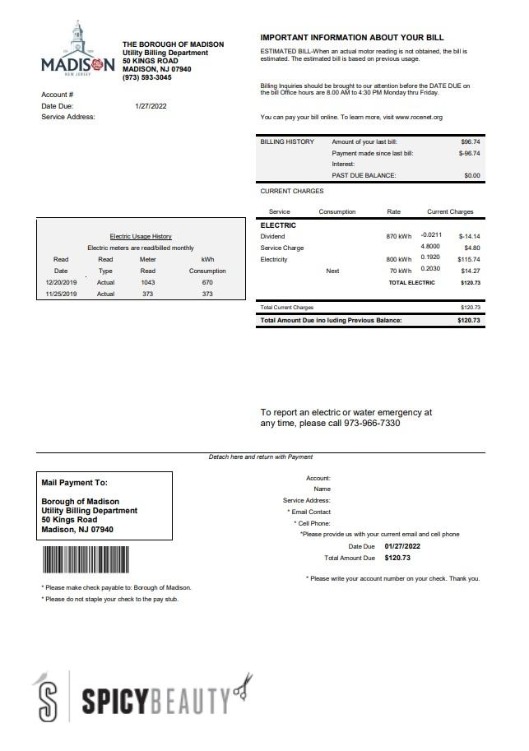 MADISON
NEW JERSEY
THE BOROUGH OF MADISON
Utility Billing Department
50 KINGS ROAD
MADISON, NJ 07940
(973) 593-3045
Account #
Date Due: 1/27/2022
Service Address:
IMPORTANT INFORMATION ABOUT YOUR BILL
ESTIMATED BILL-When an actual motor reading is not obtained, the bill is
estimated. The estimated bill is based on previous usage.
Billing Inquiries should be brought to our attention before the DATE DUE on
the bill Office hours are 8.00 AM to 4:30 PM Monday thru Friday.
You can pay your bill online. To learn more, visit www.rocenet.org
BILLING HISTORY Amount of your last bill: $96.74
Payment made since last bill: $-96.74
Interest:
PAST DUE BALANCE: $0.00
CURRENT CHARGES
Service Consumption Rate Current Charges
ELECTRIC
Dividend 870 kWh -0.0211 $-14.14
Service Charge 4.8000 $4.80
Electricity 800 kWh 0.1920 $115.74
Next 70 kWh 0.2030 $14.27
TOTAL ELECTRIC $120.73
Total Current Charges $120.73
Total Amount Due ino luding Previous Balance: $120.73
Electric Usage History
Electric meters are read/billed monthly
Read Read Meter kWh
Date Type Read Consumption
12/20/2019 Actual 1043 670
11/25/2019 Actual 373 373
To report an electric or water emergency at
any time, please call 973-966-7330
Detach here and return with Payment
Mail Payment To:
Borough of Madison
Utility Billing Department
50 Kings Road
Madison, NJ 07940
Account:
Name
Service Address:
* Email Contact
* Cell Phone:
*Please provide us with your current email and cell phone
Date Due 01/27/2022
Total Amount Due $120.73
* Please write your account number on your check. Thank you.
* Please make check payable to: Borough of Madison.
* Please do not staple your check to the pay stub.
S SPICYBEAUTY